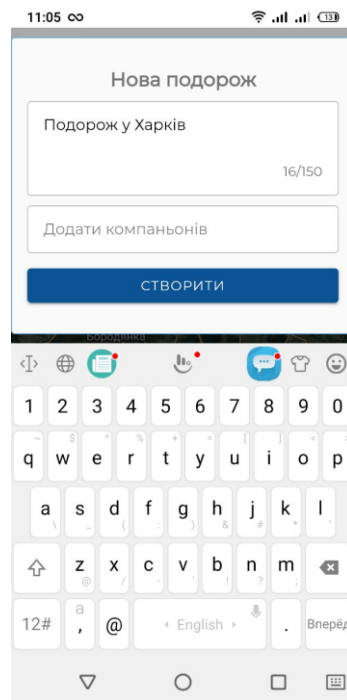 11:05
13
Нова подорож
Подорож у Харків
16/150
Додати компаньонів
СТВОРИТИ
Бородянка
1 2 3 4 5 6 7 8 9 0
~ $ ^ % + = [ ] < >
q w e r t y u i o p
\ _ ( : ) & # * '
a s d f g h j k l
z x c v b n m
@ / - ' ! ? ;
12# a , @ English . Вперёд